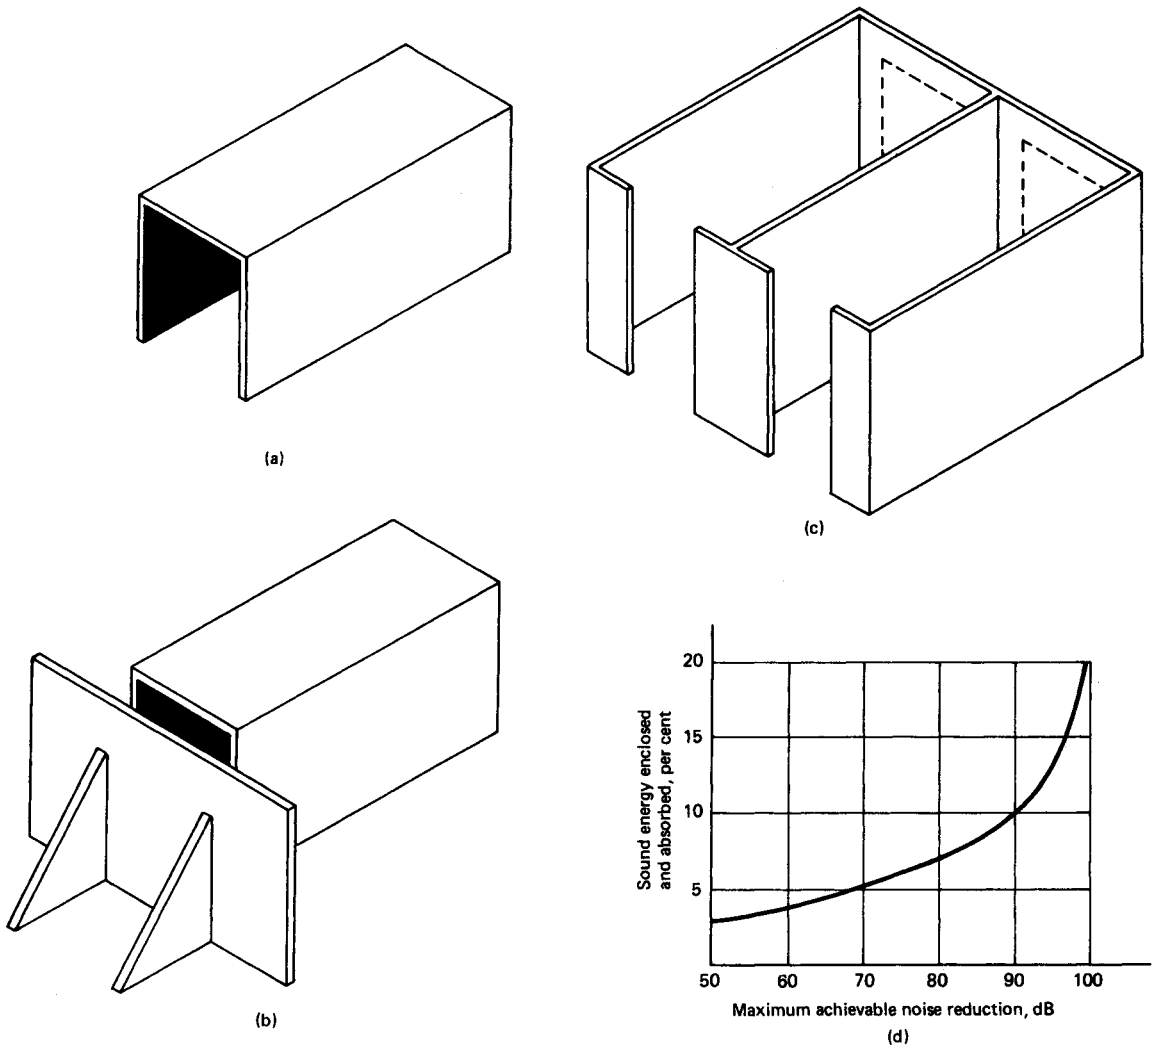 (a)
(c)
(b)
Sound energy enclosed
and absorbed, per cent
20
15
10
5
50 60 70 80 90 100
Maximum achievable noise reduction, dB
(d)